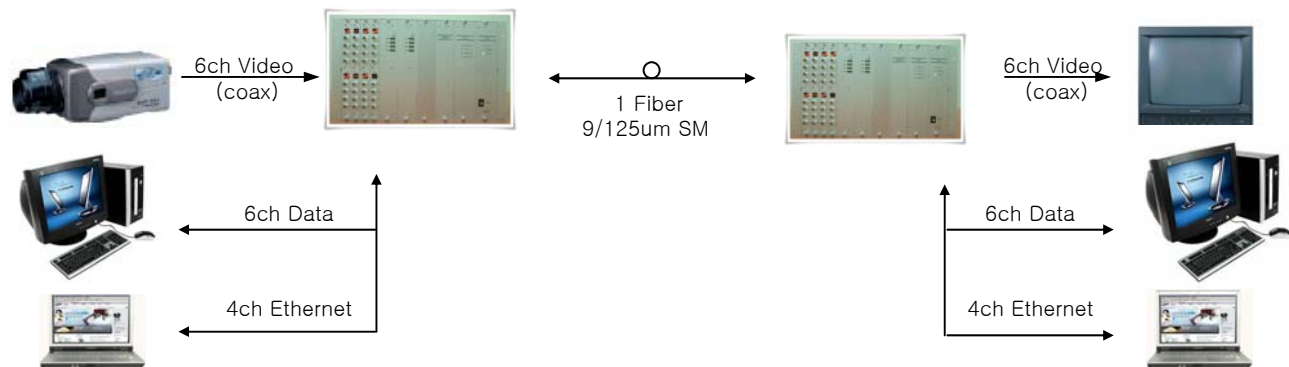 6ch Video
(coax)
1 Fiber
9/125um SM
6ch Video
(coax)
6ch Data
6ch Data
4ch Ethernet
4ch Ethernet